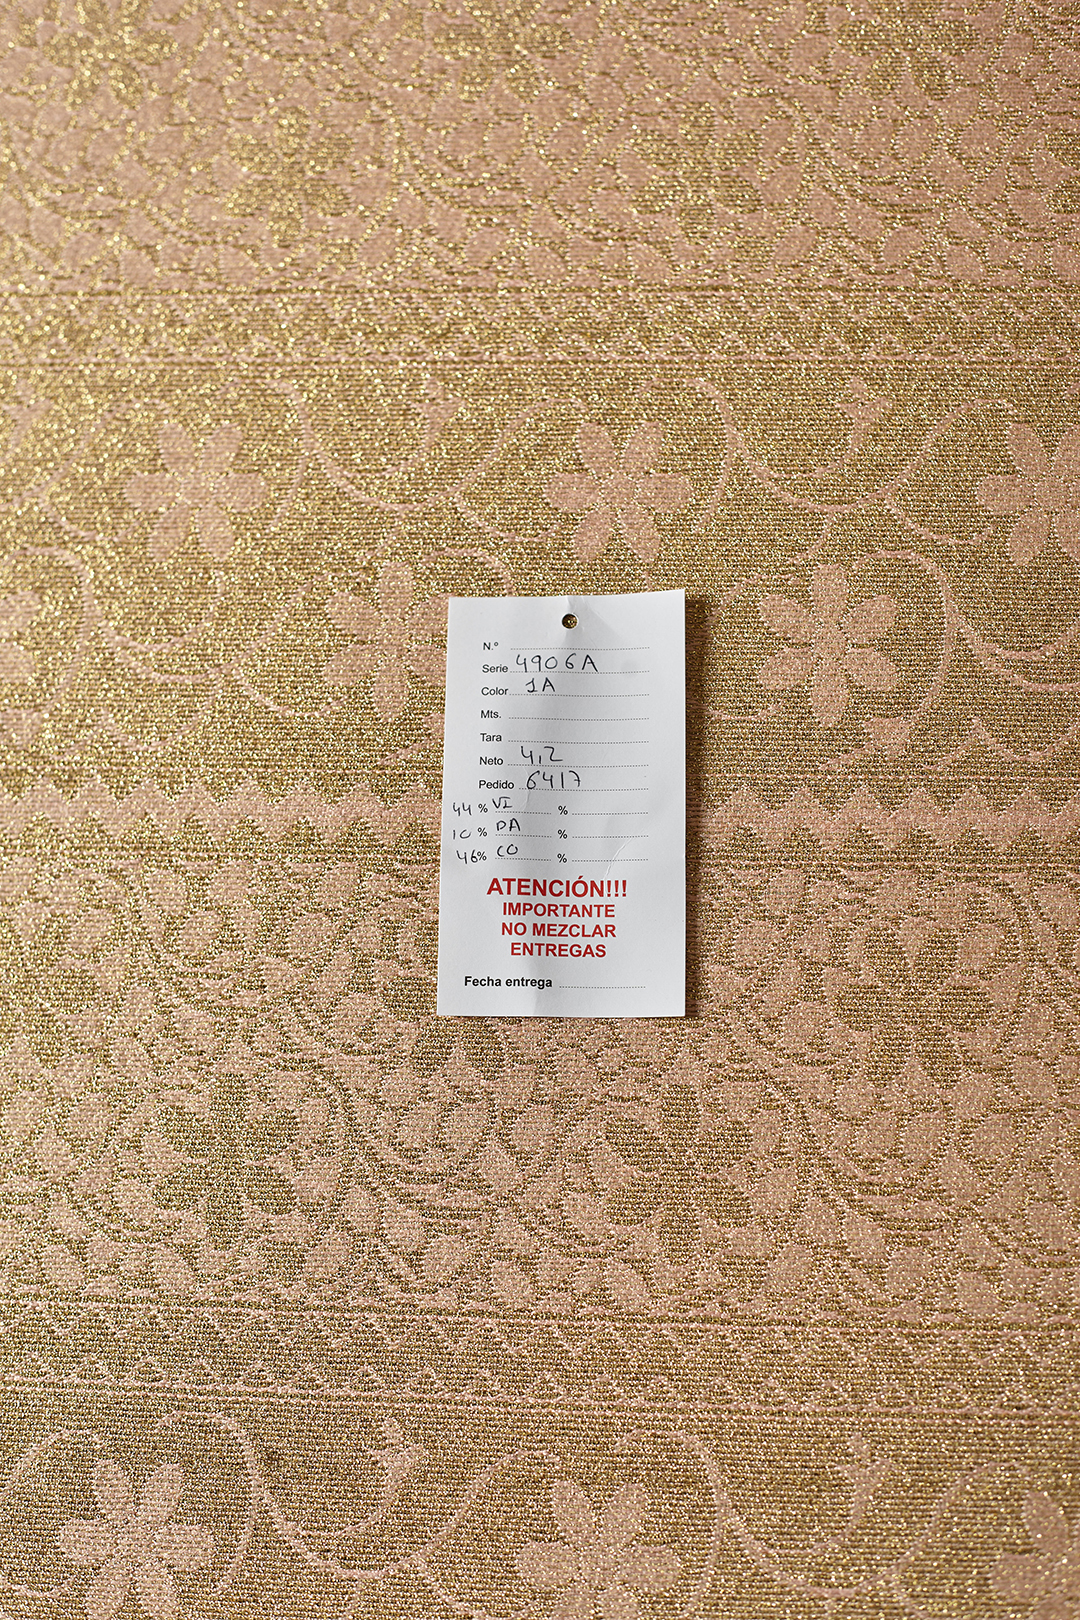 N.º
Serie 4906A
Color 1A
Mts.
Tara
Neto 4,2
Pedido 6417
44 % VI %
10 % PA %
46 % CO %
ATENCIÓN!!!
IMPORTANTE
NO MEZCLAR
ENTREGAS
Fecha entrega